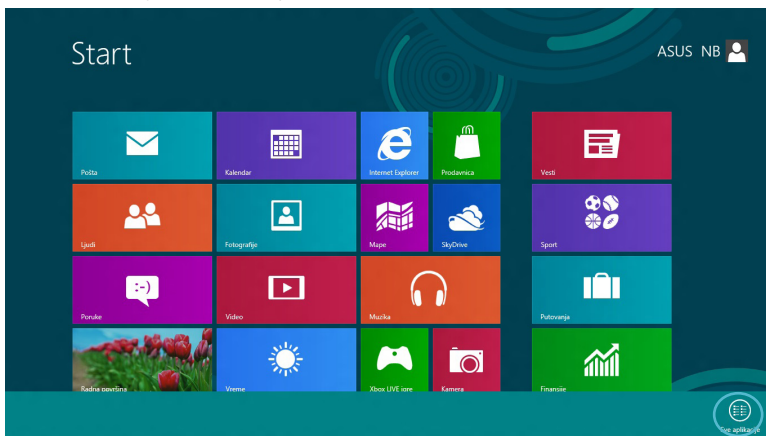 Start
ASUS NB
Pošta
Kalendar
Internet Explorer
Prodavnica
Vesti
Ljudi
Fotografije
Mape
SkyDrive
Sport
:-)
Poruke
Video
Muzika
Putovanja
Radna površina
Vreme
Xbox LIVE igre
Kamera
Finansije
Sve aplikacije